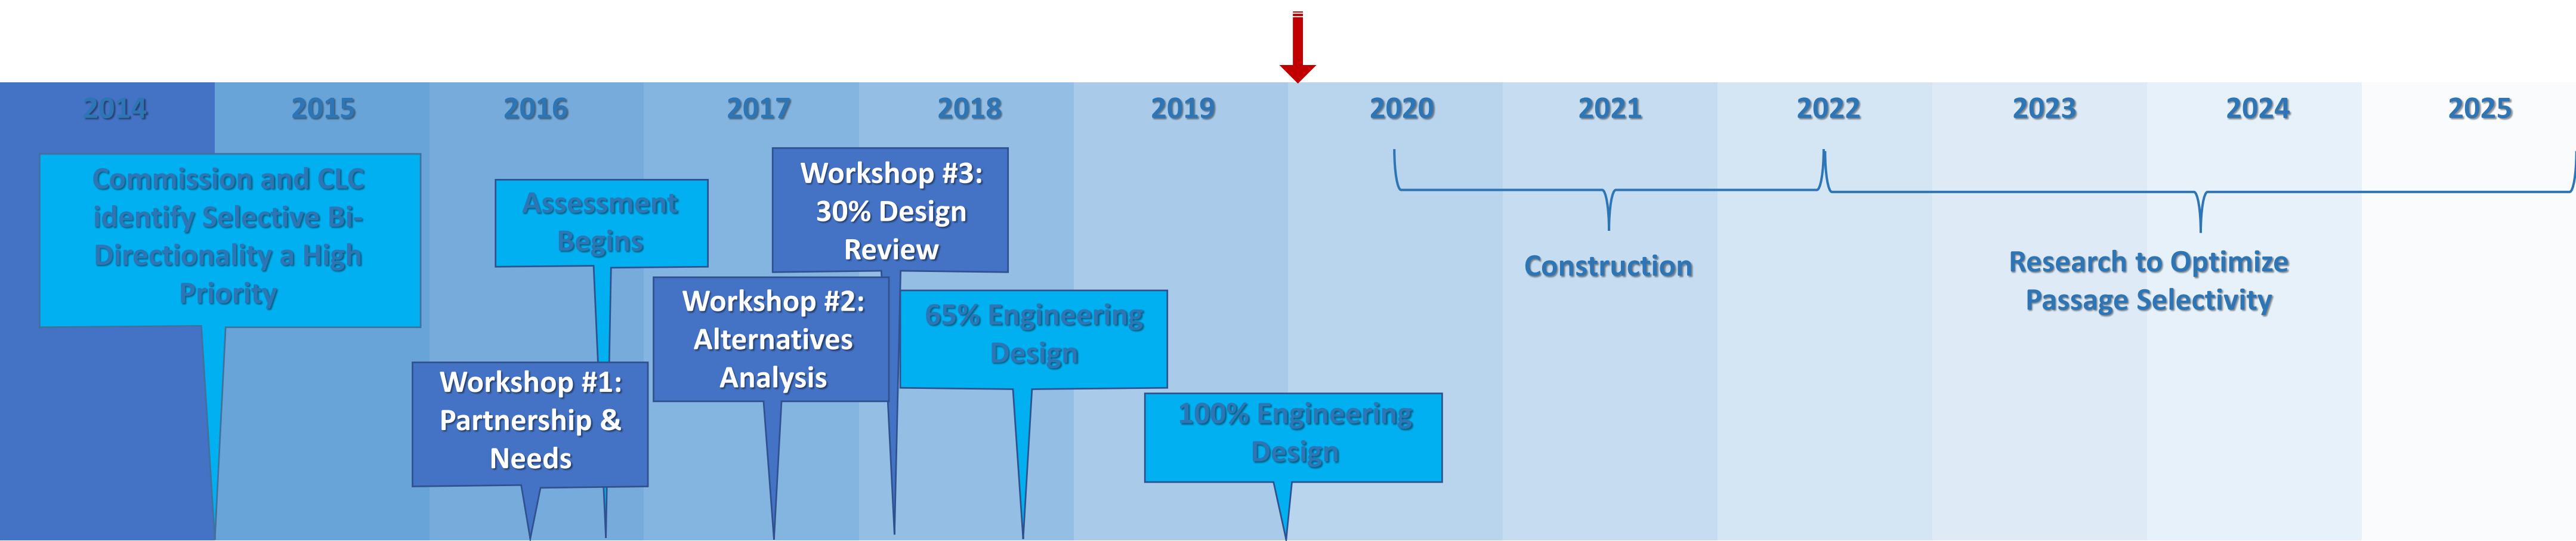 2014 2015 2016 2017 2018 2019 2020 2021 2022 2023 2024 2025
Commission and CLC
identify Selective Bi-
Directionality a High
Priority
Workshop #1:
Partnership &
Needs
Assessment
Begins
Workshop #2:
Alternatives
Analysis
Workshop #3:
30% Design
Review
65% Engineering
Design
100% Engineering
Design
Construction
Research to Optimize
Passage Selectivity